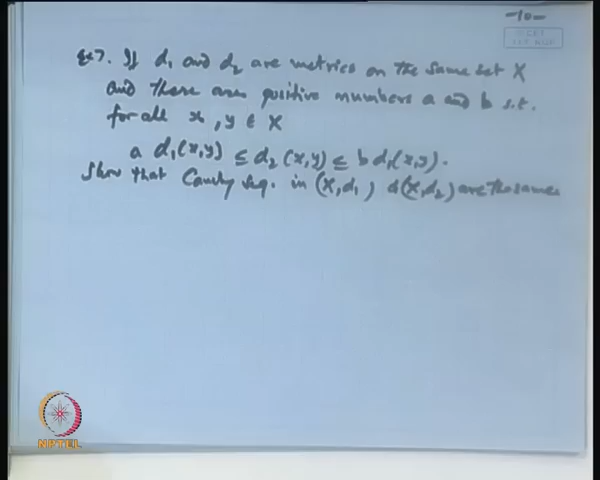 -10-
Ex7. If d1 and d2 are metrics on the same set X
and there are positive numbers a and b s.t.
for all x, y ∈ X
a d1(x,y) ≤ d2(x,y) ≤ b d1(x,y).
Show that Cauchy seq. in (X,d1) & (X,d2) are the same
NPTEL